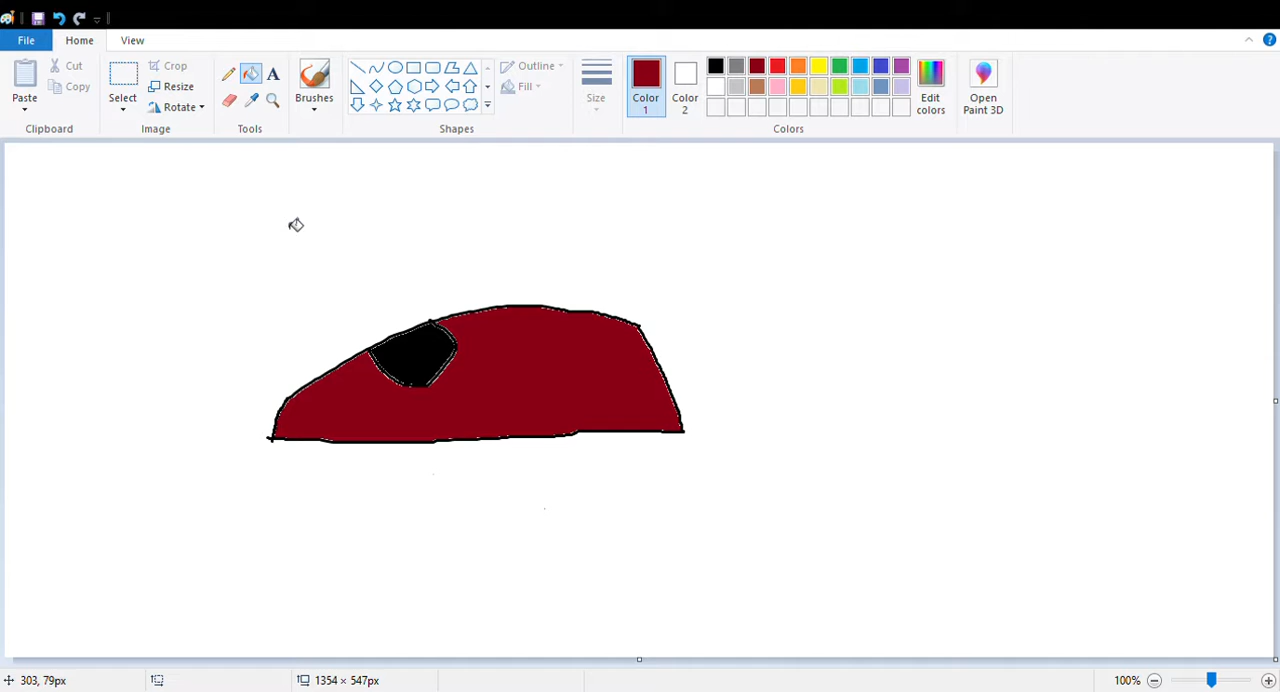 File Home View
Paste Cut Copy
Clipboard
Select Crop Resize Rotate
Image
A
Tools
Brushes
Outline Fill
Shapes
Size
Color 1 Color 2
Edit colors
Colors
Open Paint 3D
303, 79px 1354 × 547px 100%